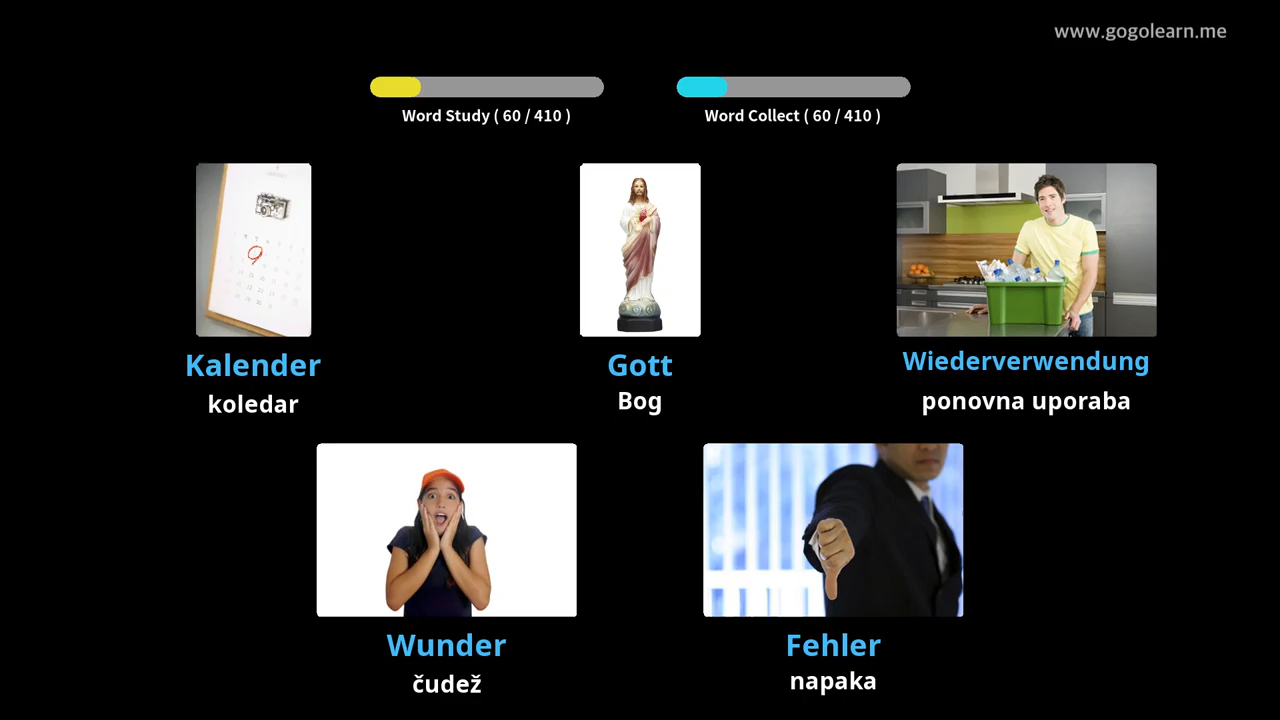 www.gogolearn.me
Word Study ( 60 / 410 )
Word Collect ( 60 / 410 )
Kalender
koledar
Gott
Bog
Wiederverwendung
ponovna uporaba
Wunder
čudež
Fehler
napaka